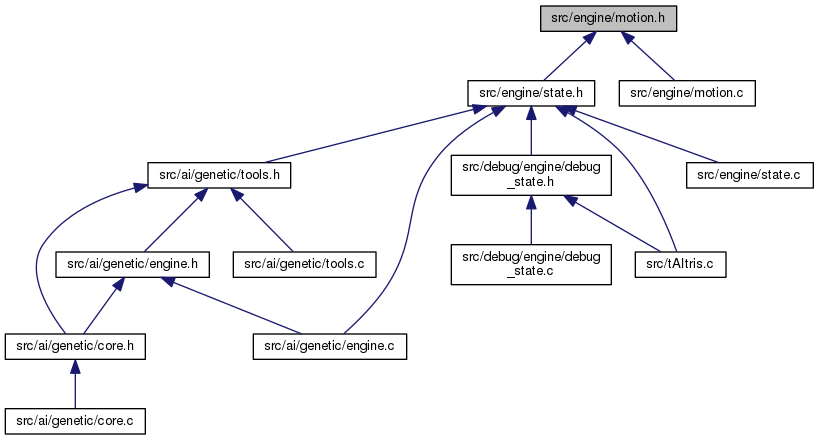 src/engine/motion.h
src/engine/state.h
src/engine/motion.c
src/ai/genetic/tools.h
src/debug/engine/debug
_state.h
src/engine/state.c
src/ai/genetic/engine.h
src/ai/genetic/tools.c
src/debug/engine/debug
_state.c
src/tAltris.c
src/ai/genetic/core.h
src/ai/genetic/engine.c
src/ai/genetic/core.c